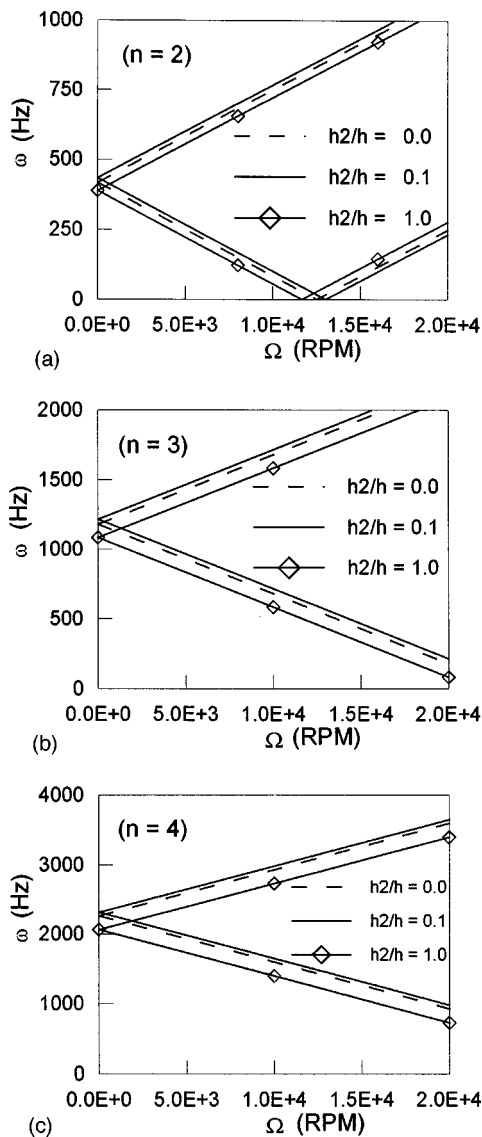 1000
(n = 2)
750
ω (Hz)
h2/h = 0.0
500
h2/h = 0.1
250
h2/h = 1.0
0
0.0E+0 5.0E+3 1.0E+4 1.5E+4 2.0E+4
Ω (RPM)
(a)
2000
(n = 3)
1500
ω (Hz)
h2/h = 0.0
1000
h2/h = 0.1
500
h2/h = 1.0
0
0.0E+0 5.0E+3 1.0E+4 1.5E+4 2.0E+4
Ω (RPM)
(b)
4000
(n = 4)
3000
ω (Hz)
h2/h = 0.0
2000
h2/h = 0.1
h2/h = 1.0
1000
0
0.0E+0 5.0E+3 1.0E+4 1.5E+4 2.0E+4
Ω (RPM)
(c)